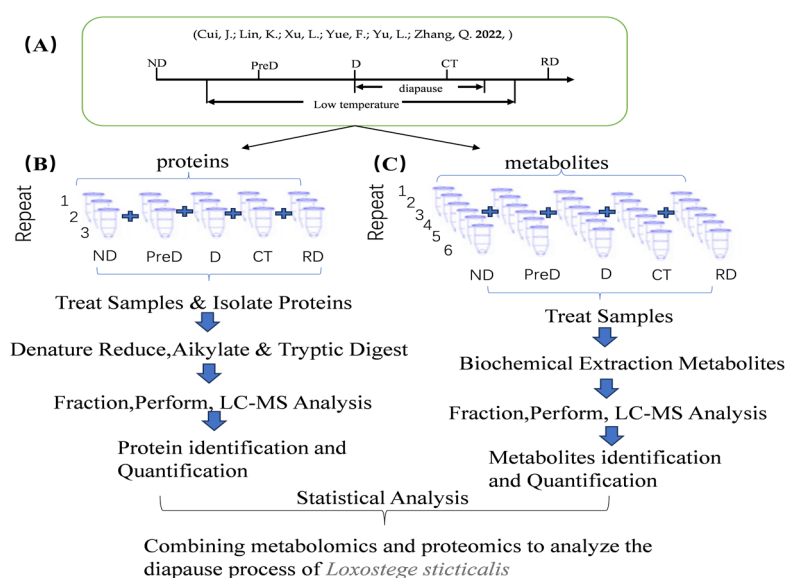 (A)
(Cui, J.; Lin, K.; Xu, L.; Yue, F.; Yu, L.; Zhang, Q. 2022, )
ND PreD D CT RD
diapause
Low temperature
(B)
proteins
Repeat
1
2
3
ND PreD D CT RD
Treat Samples & Isolate Proteins
Denature Reduce,Aikylate & Tryptic Digest
Fraction,Perform, LC-MS Analysis
Protein identification and
Quantification
(C)
metabolites
Repeat
1
2
3
4
5
6
ND PreD D CT RD
Treat Samples
Biochemical Extraction Metabolites
Fraction,Perform, LC-MS Analysis
Metabolites identification
and Quantification
Statistical Analysis
Combining metabolomics and proteomics to analyze the
diapause process of Loxostege sticticalis